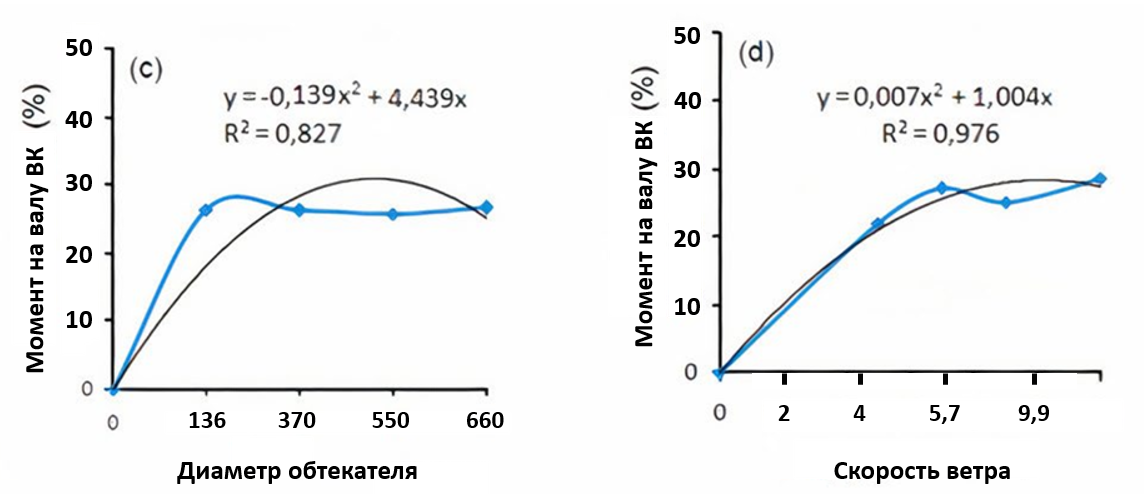 (c)
y = -0,139x² + 4,439x
R² = 0,827
Момент на валу ВК (%)
50
40
30
20
10
0
0 136 370 550 660
Диаметр обтекателя
(d)
y = 0,007x² + 1,004x
R² = 0,976
Момент на валу ВК (%)
50
40
30
20
10
0
0 2 4 5,7 9,9
Скорость ветра